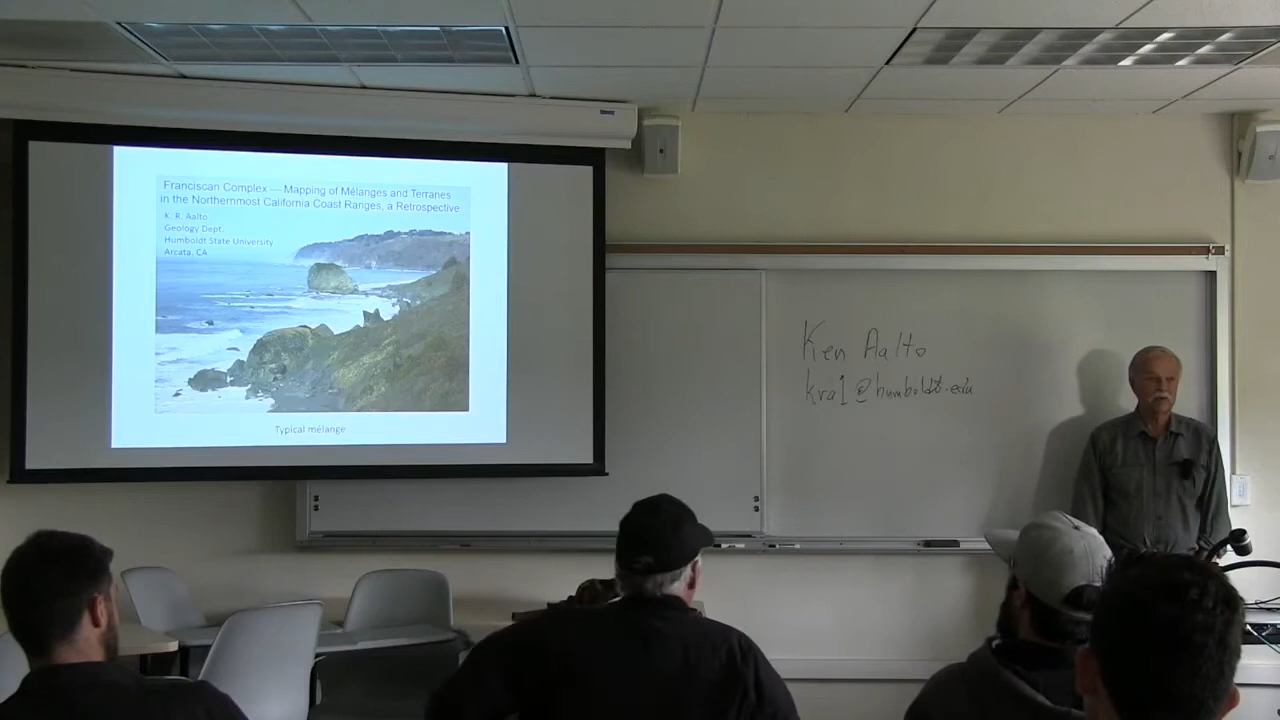 Franciscan Complex — Mapping of Mélanges and Terranes
in the Northernmost California Coast Ranges, a Retrospective
K. R. Aalto
Geology Dept.
Humboldt State University
Arcata, CA
Typical mélange
Ken Aalto
kra1@humboldt.edu